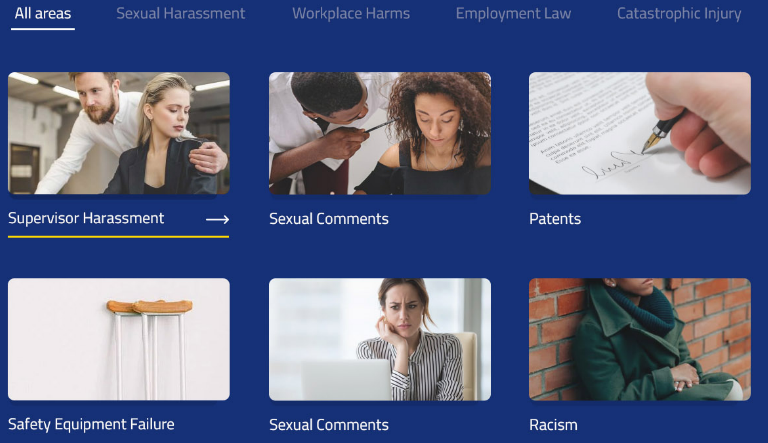 All areas
Sexual Harassment
Workplace Harms
Employment Law
Catastrophic Injury
Supervisor Harassment
Sexual Comments
Patents
Safety Equipment Failure
Sexual Comments
Racism